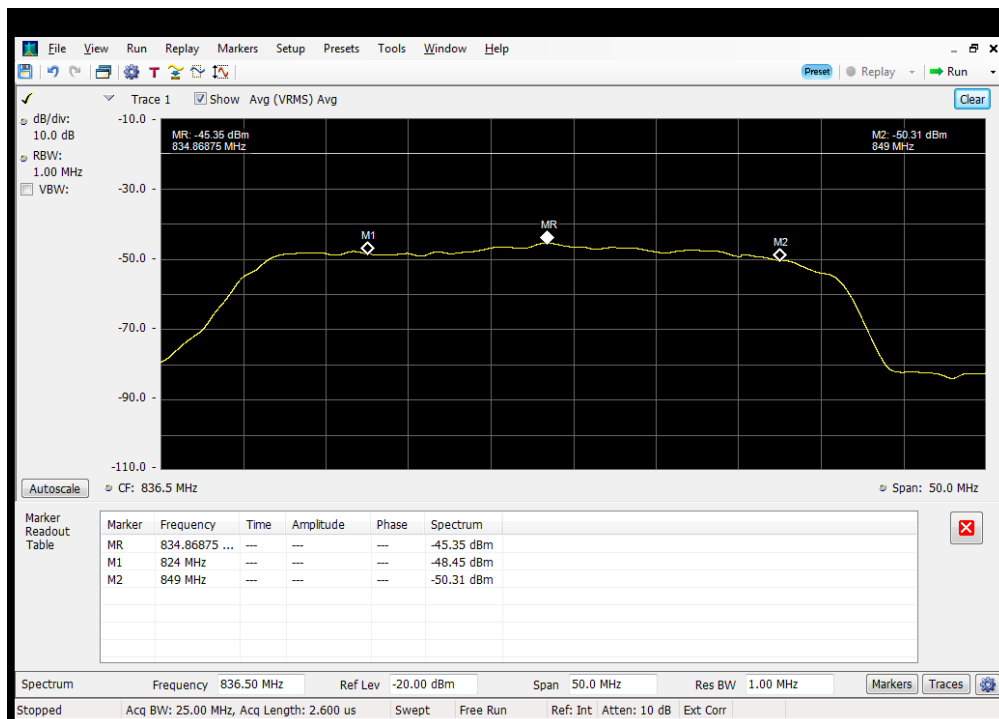 File View Run Replay Markers Setup Presets Tools Window Help
T Preset Replay Run
Trace 1 Show Avg (VRMS) Avg Clear
dB/div:
10.0 dB
RBW:
1.00 MHz
VBW:
-10.0
-30.0
-50.0
-70.0
-90.0
-110.0
MR: -45.35 dBm
834.86875 MHz
M2: -50.31 dBm
849 MHz
M1
MR
M2
Autoscale CF: 836.5 MHz Span: 50.0 MHz
Marker
Readout
Table
Marker Frequency Time Amplitude Phase Spectrum
MR 834.86875 ... --- --- --- -45.35 dBm
M1 824 MHz --- --- --- -48.45 dBm
M2 849 MHz --- --- --- -50.31 dBm
Spectrum Frequency 836.50 MHz Ref Lev -20.00 dBm Span 50.0 MHz Res BW 1.00 MHz Markers Traces
Stopped Acq BW: 25.00 MHz, Acq Length: 2.600 us Swept Free Run Ref: Int Atten: 10 dB Ext Corr